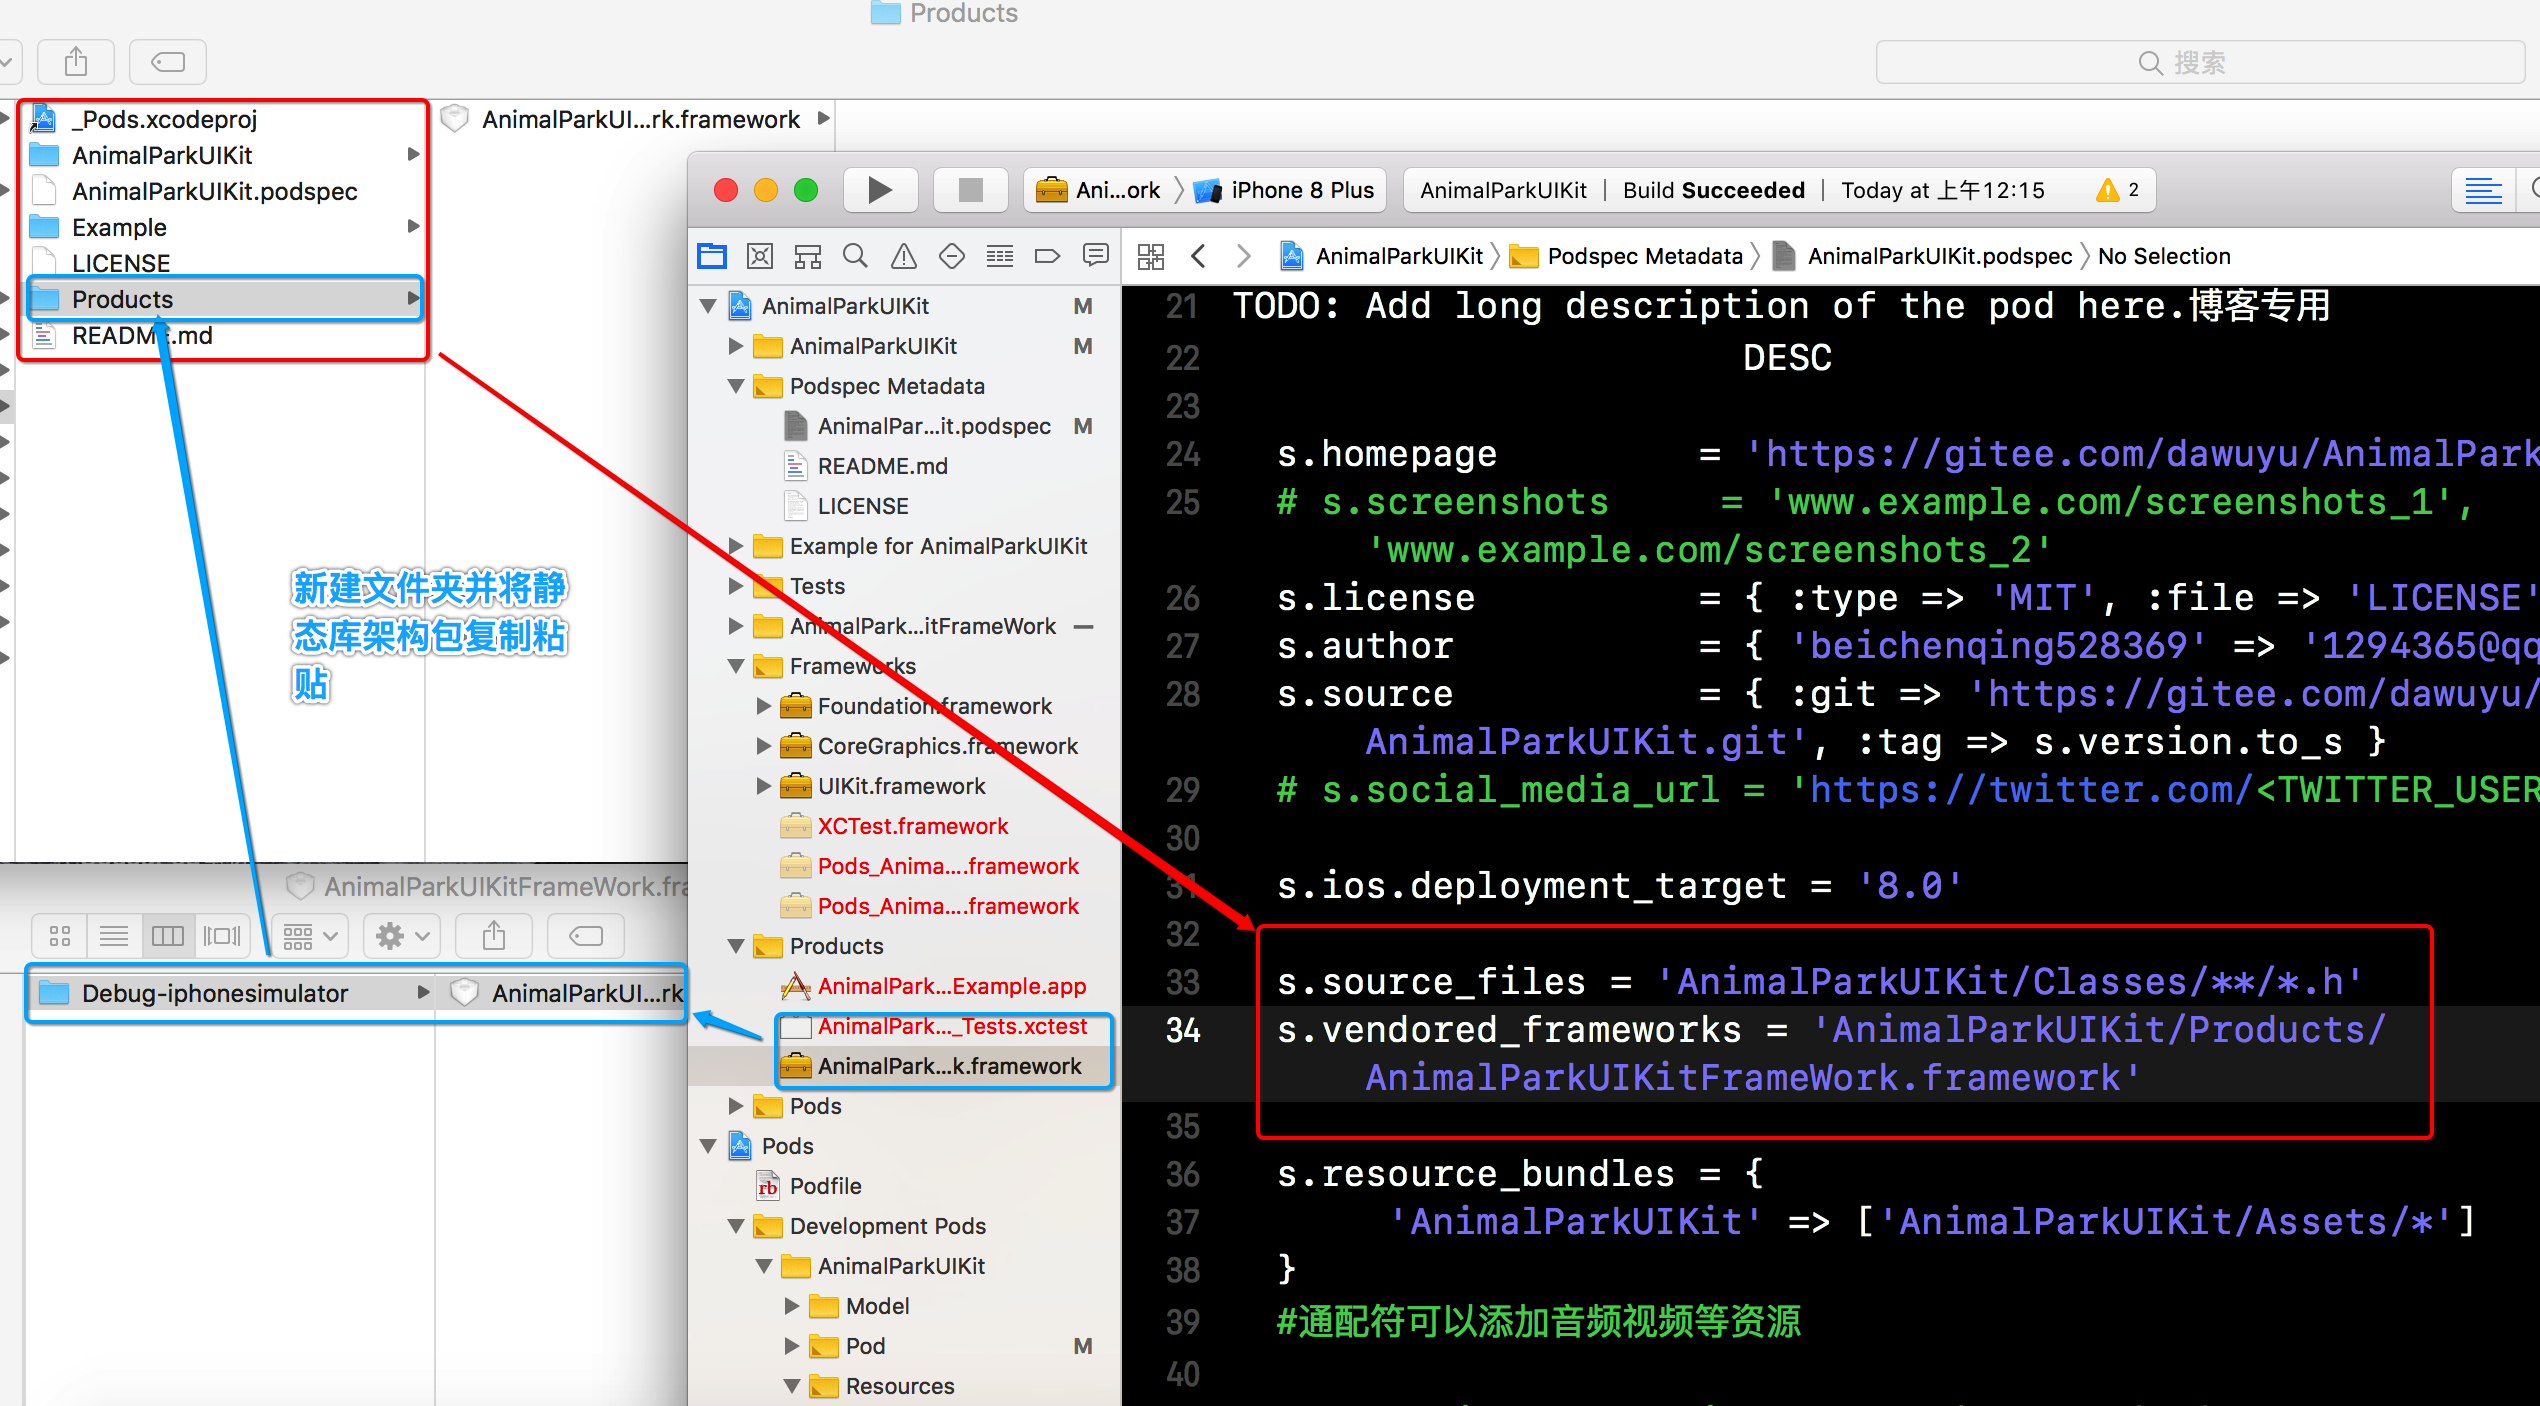 Products
搜索
_Pods.xcodeproj
AnimalParkUIKit
AnimalParkUIKit.podspec
Example
LICENSE
Products
README.md
AnimalParkUI...rk.framework
新建文件夹并将静
态库架构包复制粘
贴
AnimalParkUIKitFrameWork.fra
Debug-iphonesimulator
AnimalParkUI...rk
Ani...ork
iPhone 8 Plus
AnimalParkUIKit | Build Succeeded | Today at 上午12:15
2
AnimalParkUIKit
Podspec Metadata
AnimalParkUIKit.podspec
No Selection
AnimalParkUIKit M
AnimalParkUIKit M
Podspec Metadata
AnimalPar...it.podspec M
README.md
LICENSE
Example for AnimalParkUIKit
Tests
AnimalPark...itFrameWork
Frameworks
Foundation.framework
CoreGraphics.framework
UIKit.framework
XCTest.framework
Pods_Anima....framework
Pods_Anima....framework
Products
AnimalPark...Example.app
AnimalPark..._Tests.xctest
AnimalPark...k.framework
Pods
Pods
rb Podfile
Development Pods
AnimalParkUIKit
Model
Pod M
Resources
21 TODO: Add long description of the pod here.博客专用
22 DESC
23
24 s.homepage = 'https://gitee.com/dawuyu/AnimalPark
25 # s.screenshots = 'www.example.com/screenshots_1',
'www.example.com/screenshots_2'
26 s.license = { :type => 'MIT', :file => 'LICENSE'
27 s.author = { 'beichenqing528369' => '1294365@qq
28 s.source = { :git => 'https://gitee.com/dawuyu/
AnimalParkUIKit.git', :tag => s.version.to_s }
29 # s.social_media_url = 'https://twitter.com/<TWITTER_USER
30
31 s.ios.deployment_target = '8.0'
32
33 s.source_files = 'AnimalParkUIKit/Classes/**/*.h'
34 s.vendored_frameworks = 'AnimalParkUIKit/Products/
AnimalParkUIKitFrameWork.framework'
35
36 s.resource_bundles = {
37 'AnimalParkUIKit' => ['AnimalParkUIKit/Assets/*']
38 }
39 #通配符可以添加音频视频等资源
40